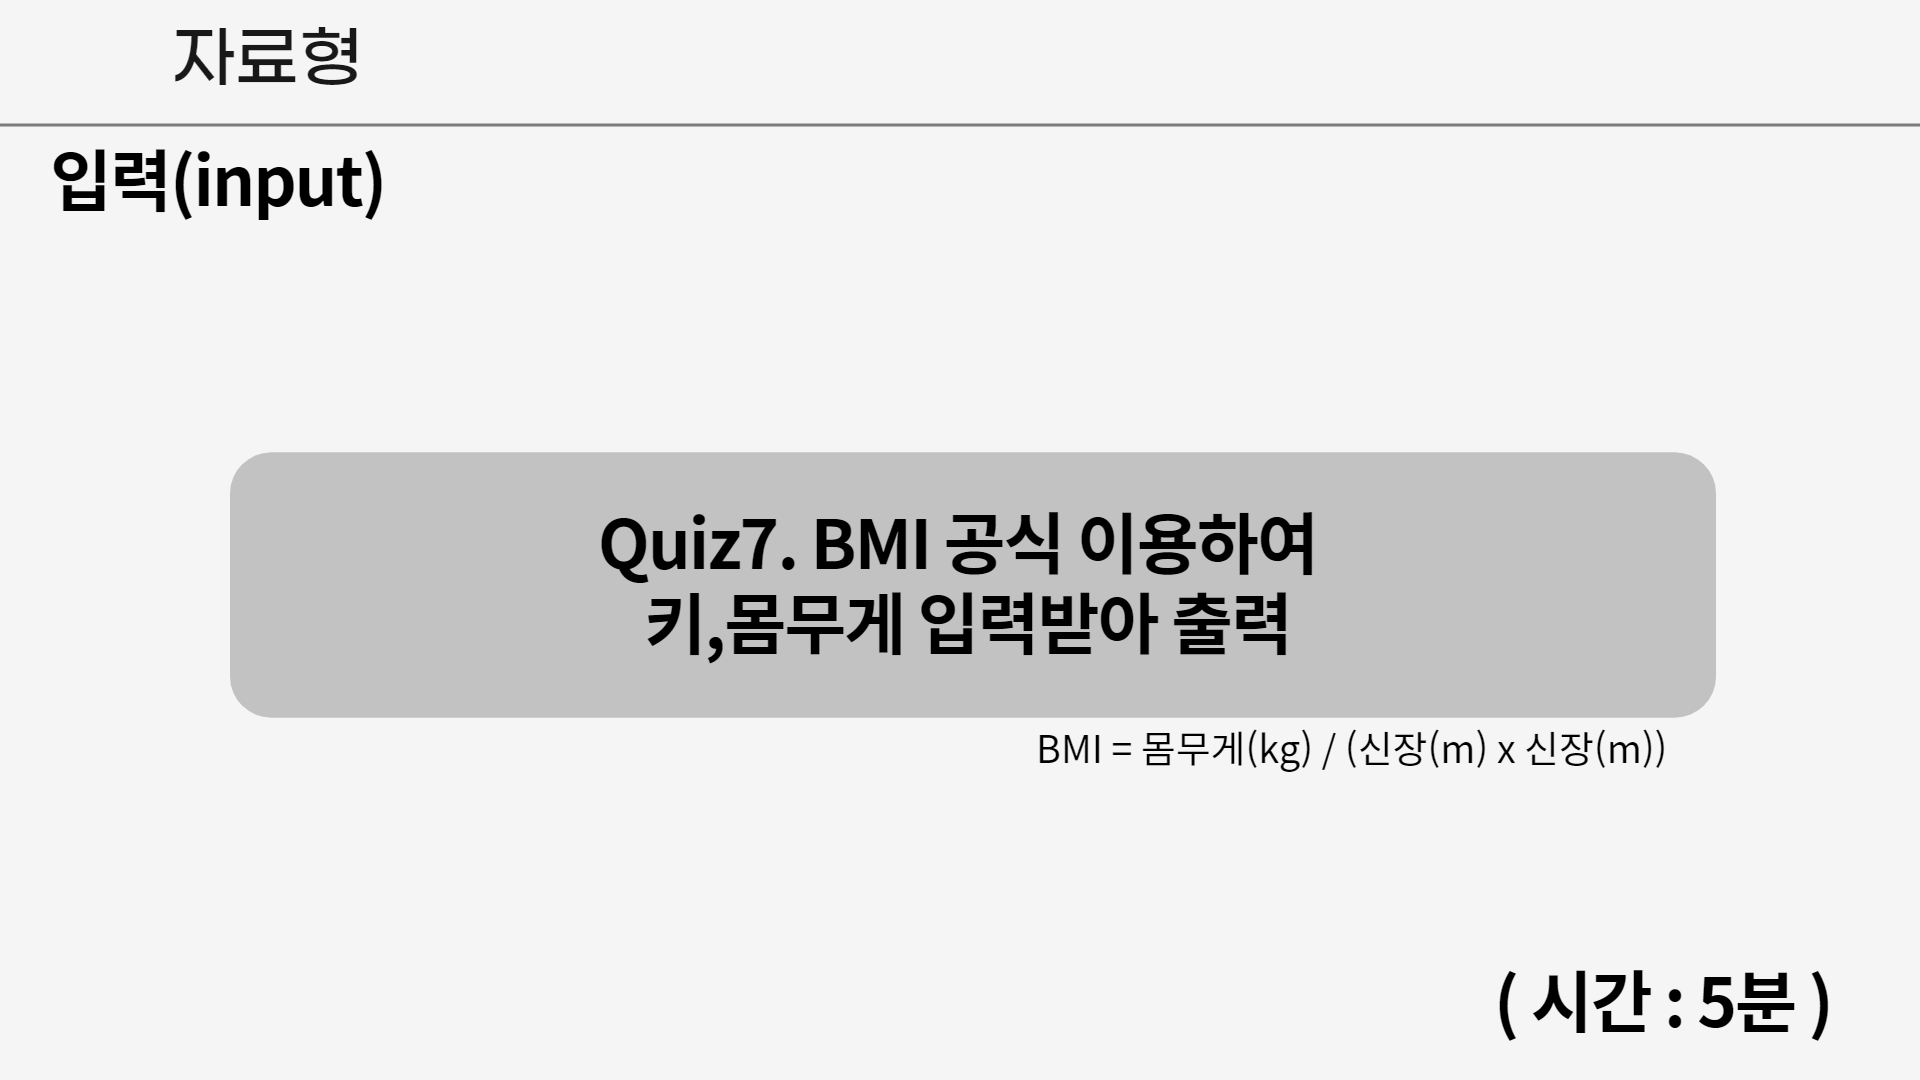 자료형
입력(input)
Quiz7. BMI 공식 이용하여
키,몸무게 입력받아 출력
BMI = 몸무게(kg) / (신장(m) x 신장(m))
( 시간 : 5분 )